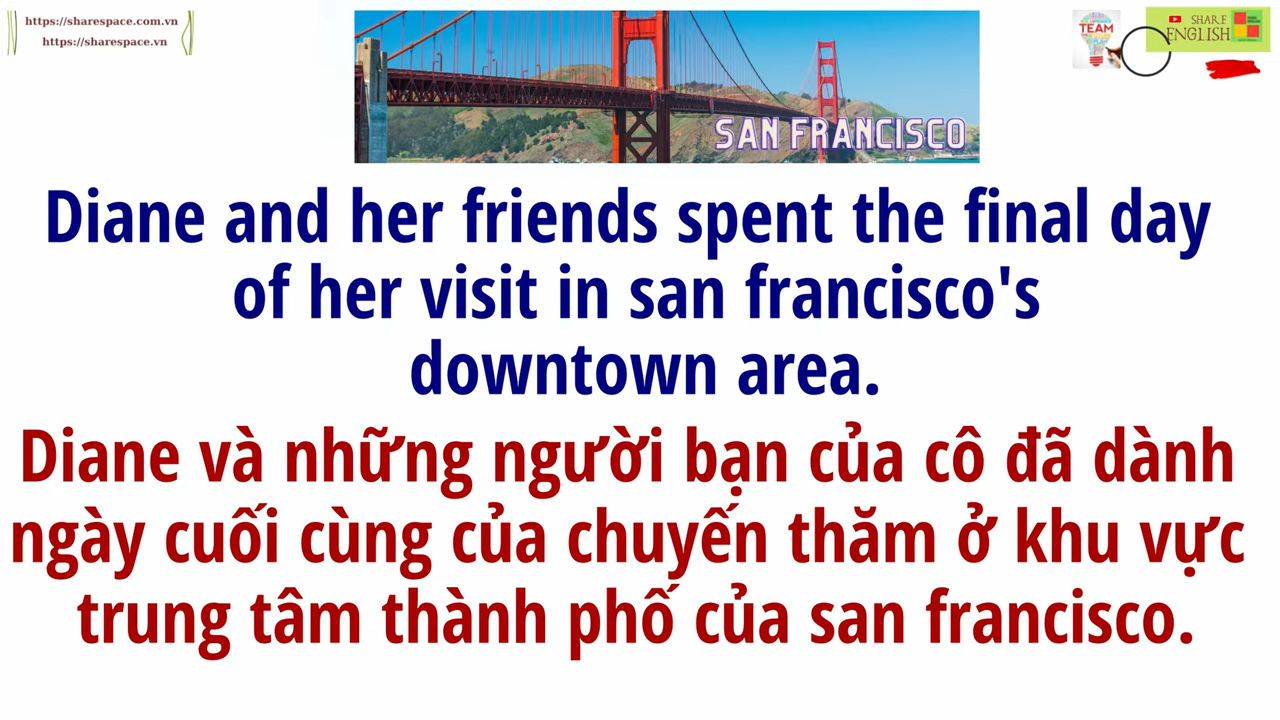 https://sharespace.com.vn
https://sharespace.vn
SAN FRANCISCO
TEAM
SHARE
ENGLISH
Diane and her friends spent the final day
of her visit in san francisco's
downtown area.
Diane và những người bạn của cô đã dành
ngày cuối cùng của chuyến thăm ở khu vực
trung tâm thành phố của san francisco.